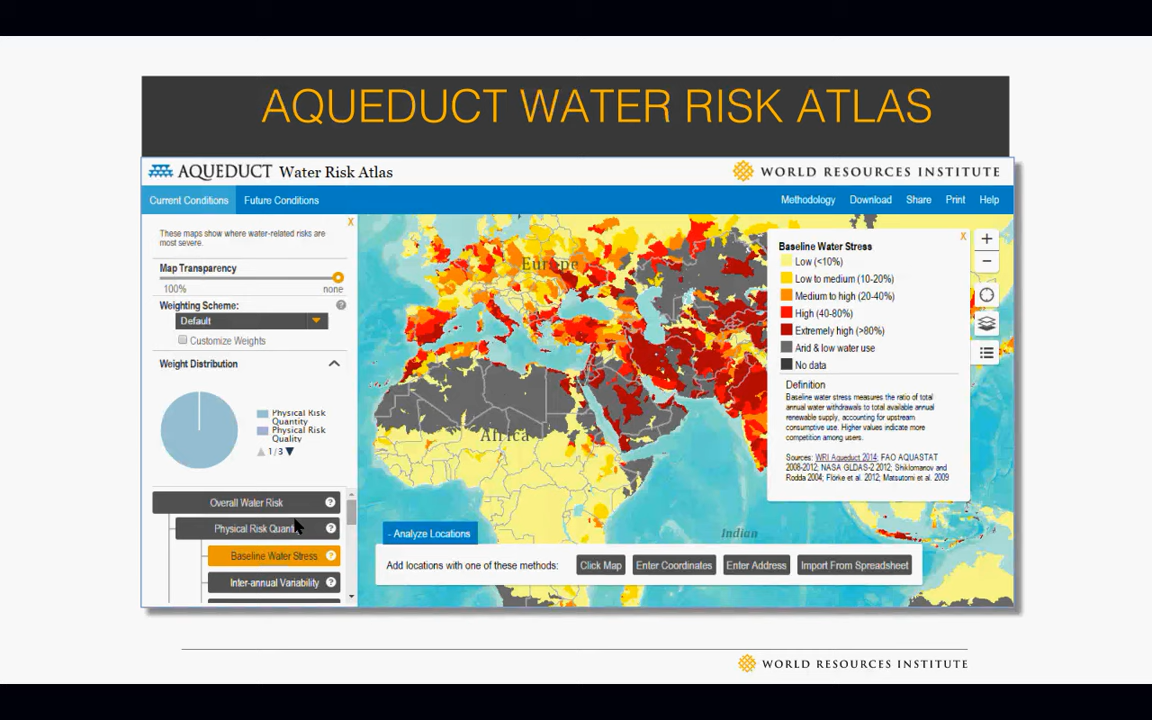 AQUEDUCT WATER RISK ATLAS
AQUEDUCT Water Risk Atlas
WORLD RESOURCES INSTITUTE
Current Conditions
Future Conditions
Methodology
Download
Share
Print
Help
X
These maps show where water-related risks are
most severe.
Map Transparency
100%
none
Weighting Scheme:
?
Default
Customize Weights
Weight Distribution
Physical Risk
Quantity
Physical Risk
Quality
1/3
Overall Water Risk ?
Physical Risk Quant ?
Baseline Water Stress ?
Inter-annual Variability ?
Europe
Africa
Indian
X
Baseline Water Stress
Low (<10%)
Low to medium (10-20%)
Medium to high (20-40%)
High (40-80%)
Extremely high (>80%)
Arid & low water use
No data
Definition
Baseline water stress measures the ratio of total
annual water withdrawals to total available annual
renewable supply, accounting for upstream
consumptive use. Higher values indicate more
competition among users.
Sources: WRI Aqueduct 2014; FAO AQUASTAT
2008-2012; NASA GLDAS-2 2012; Shiklomanov and
Rodda 2004; Florke et al. 2012; Matsutomi et al. 2009
+
−
- Analyze Locations
Add locations with one of these methods:
Click Map
Enter Coordinates
Enter Address
Import From Spreadsheet
WORLD RESOURCES INSTITUTE